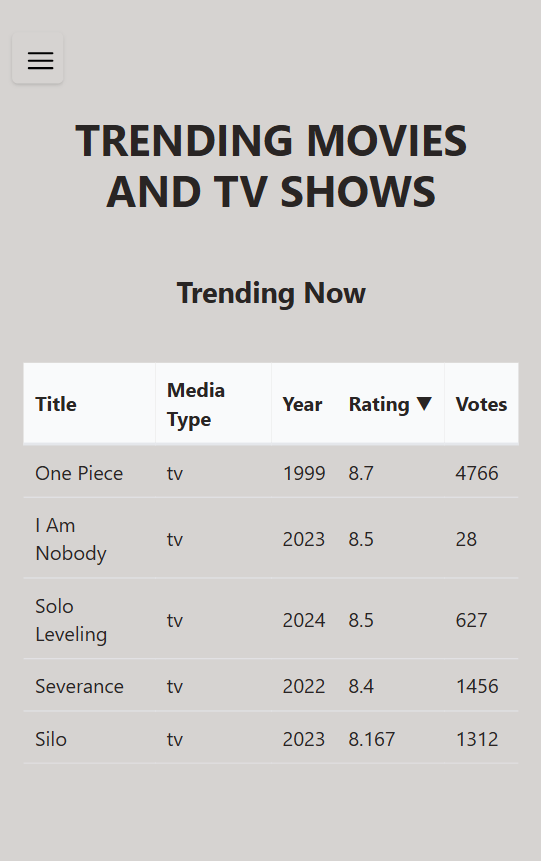 TRENDING MOVIES
AND TV SHOWS
Trending Now
Title Media Type Year Rating ▼ Votes
One Piece tv 1999 8.7 4766
I Am Nobody tv 2023 8.5 28
Solo Leveling tv 2024 8.5 627
Severance tv 2022 8.4 1456
Silo tv 2023 8.167 1312